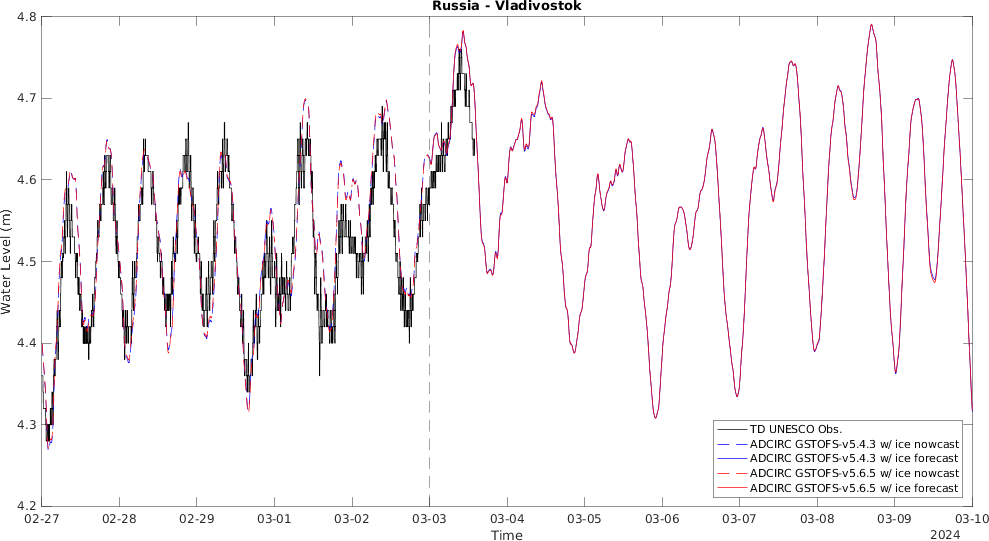 Russia - Vladivostok
4.8
4.7
4.6
4.5
4.4
4.3
4.2
Water Level (m)
TD UNESCO Obs.
ADCIRC GSTOFS-v5.4.3 w/ ice nowcast
ADCIRC GSTOFS-v5.4.3 w/ ice forecast
ADCIRC GSTOFS-v5.6.5 w/ ice nowcast
ADCIRC GSTOFS-v5.6.5 w/ ice forecast
02-27 02-28 02-29 03-01 03-02 03-03 03-04 03-05 03-06 03-07 03-08 03-09 03-10
Time 2024